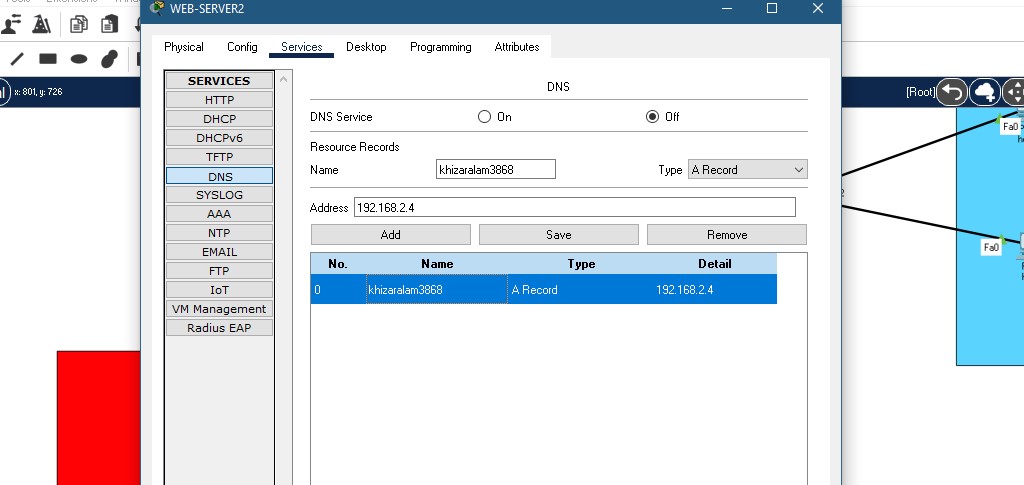 WEB-SERVER2
Physical Config Services Desktop Programming Attributes
x: 801, y: 726
[Root]
SERVICES
HTTP
DHCP
DHCPv6
TFTP
DNS
SYSLOG
AAA
NTP
EMAIL
FTP
IoT
VM Management
Radius EAP
DNS
DNS Service On Off
Resource Records
Name khizaralam3868 Type A Record
Address 192.168.2.4
Add Save Remove
No. Name Type Detail
0 khizaralam3868 A Record 192.168.2.4
Fa0
Fa0